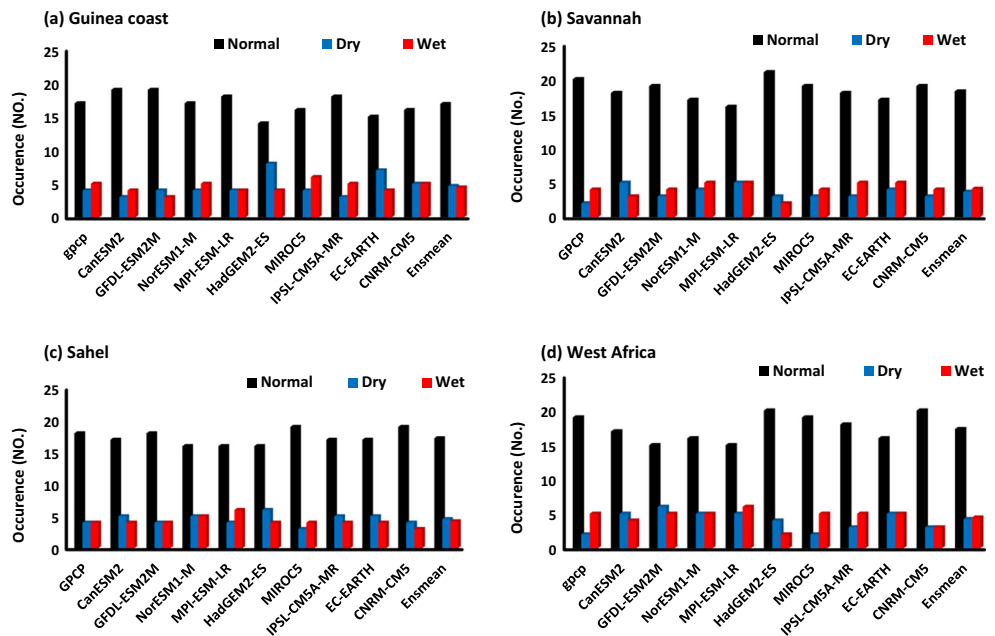 (a) Guinea coast
Normal Dry Wet
Occurence (NO.)
25
20
15
10
5
0
gpcp
CanESM2
GFDL-ESM2M
NorESM1-M
MPI-ESM-LR
HadGEM2-ES
MIROC5
IPSL-CM5A-MR
EC-EARTH
CNRM-CM5
Ensmean
(b) Savannah
Normal Dry Wet
Occurence (No.)
25
20
15
10
5
0
GPCP
CanESM2
GFDL-ESM2M
NorESM1-M
MPI-ESM-LR
HadGEM2-ES
MIROC5
IPSL-CM5A-MR
EC-EARTH
CNRM-CM5
Ensmean
(c) Sahel
Normal Dry Wet
Occurence (NO.)
25
20
15
10
5
0
GPCP
CanESM2
GFDL-ESM2M
NorESM1-M
MPI-ESM-LR
HadGEM2-ES
MIROC5
IPSL-CM5A-MR
EC-EARTH
CNRM-CM5
Ensmean
(d) West Africa
Normal Dry Wet
Occurence (No.)
25
20
15
10
5
0
gpcp
CanESM2
GFDL-ESM2M
NorESM1-M
MPI-ESM-LR
HadGEM2-ES
MIROC5
IPSL-CM5A-MR
EC-EARTH
CNRM-CM5
Ensmean